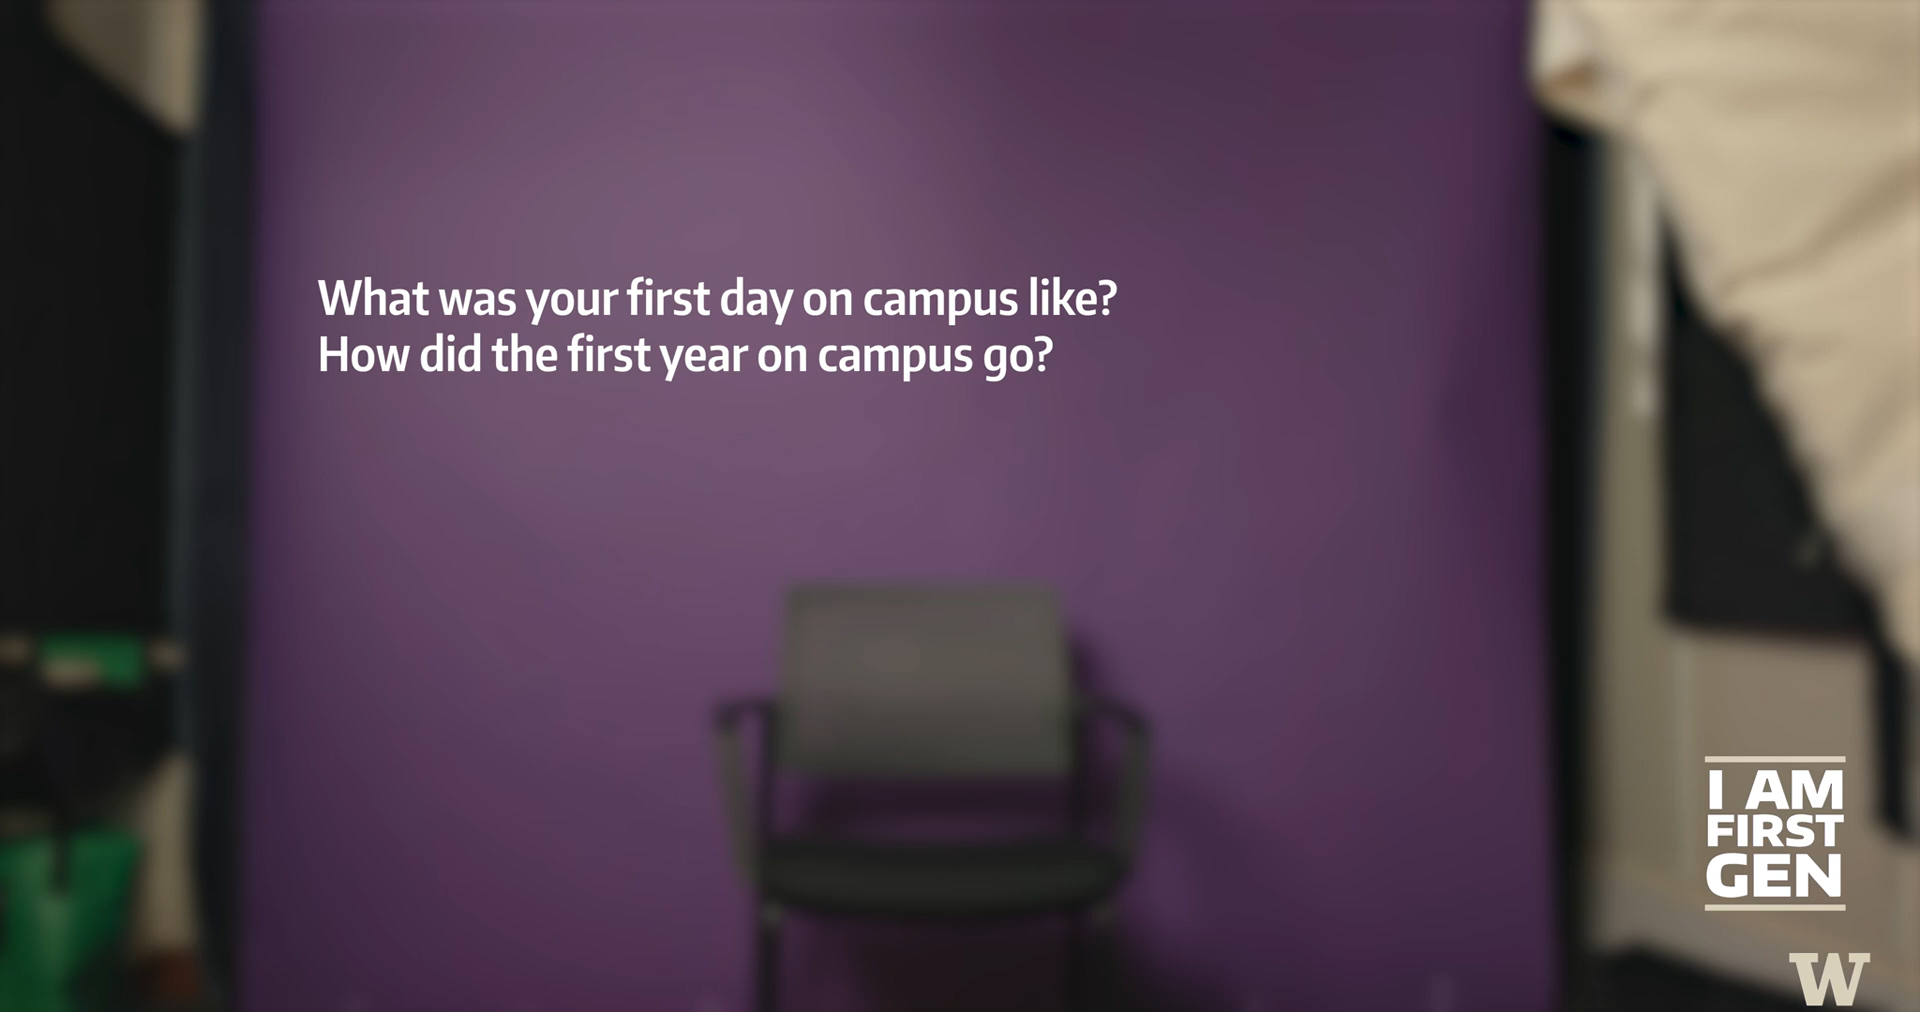 What was your first day on campus like?
How did the first year on campus go?
I AM
FIRST
GEN
W